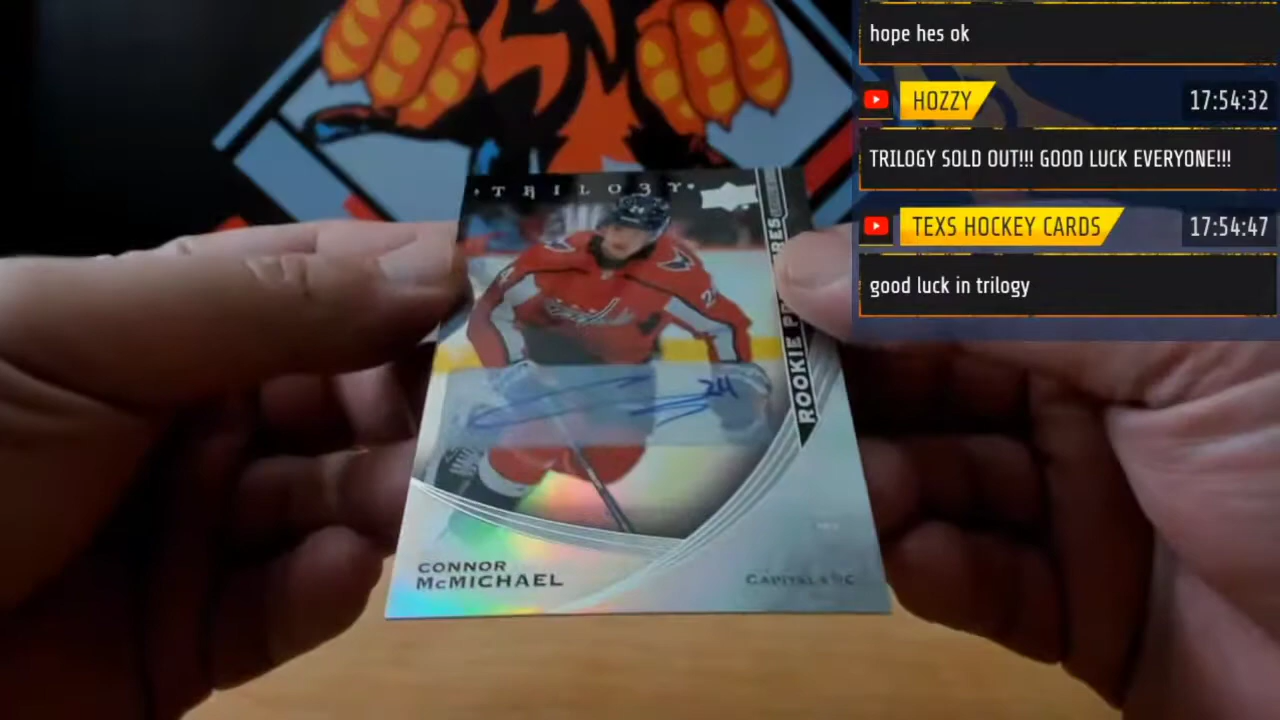 hope hes ok
HOZZY
17:54:32
TRILOGY SOLD OUT!!! GOOD LUCK EVERYONE!!!
TEXS HOCKEY CARDS
17:54:47
good luck in trilogy
TRILOGY
ROOKIE
24
CONNOR
McMICHAEL
CAPITALS
C